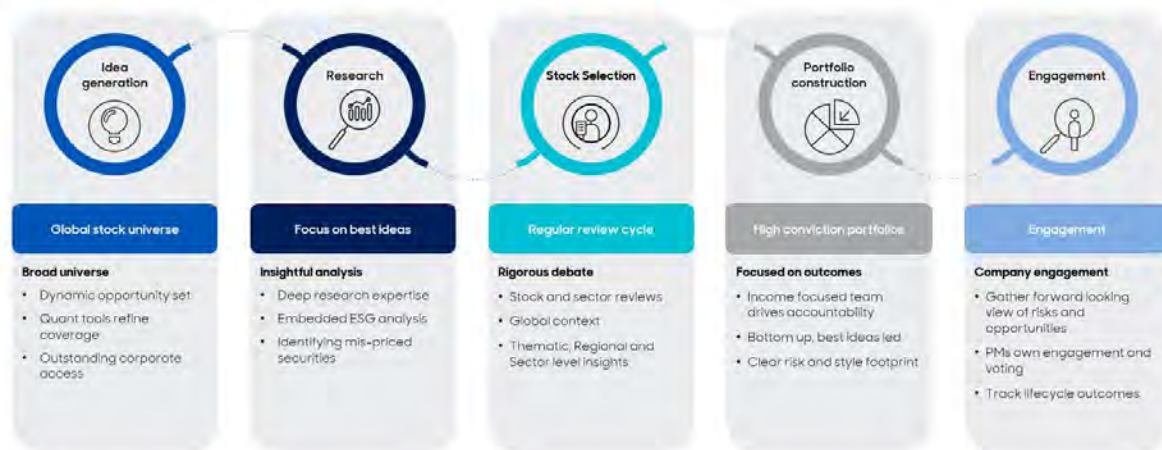 Idea
generation
Global stock universe
Broad universe
• Dynamic opportunity set
• Quant tools refine
coverage
• Outstanding corporate
access
Research
Focus on best ideas
Insightful analysis
• Deep research expertise
• Embedded ESG analysis
• Identifying mis-priced
securities
Stock Selection
Regular review cycle
Rigorous debate
• Stock and sector reviews
• Global context
• Thematic, Regional and
Sector level insights
Portfolio
construction
High conviction portfolios
Focused on outcomes
• Income focused team
drives accountability
• Bottom up, best ideas led
• Clear risk and style footprint
Engagement
Engagement
Company engagement
• Gather forward looking
view of risks and
opportunities
• PMs own engagement and
voting
• Track lifecycle outcomes